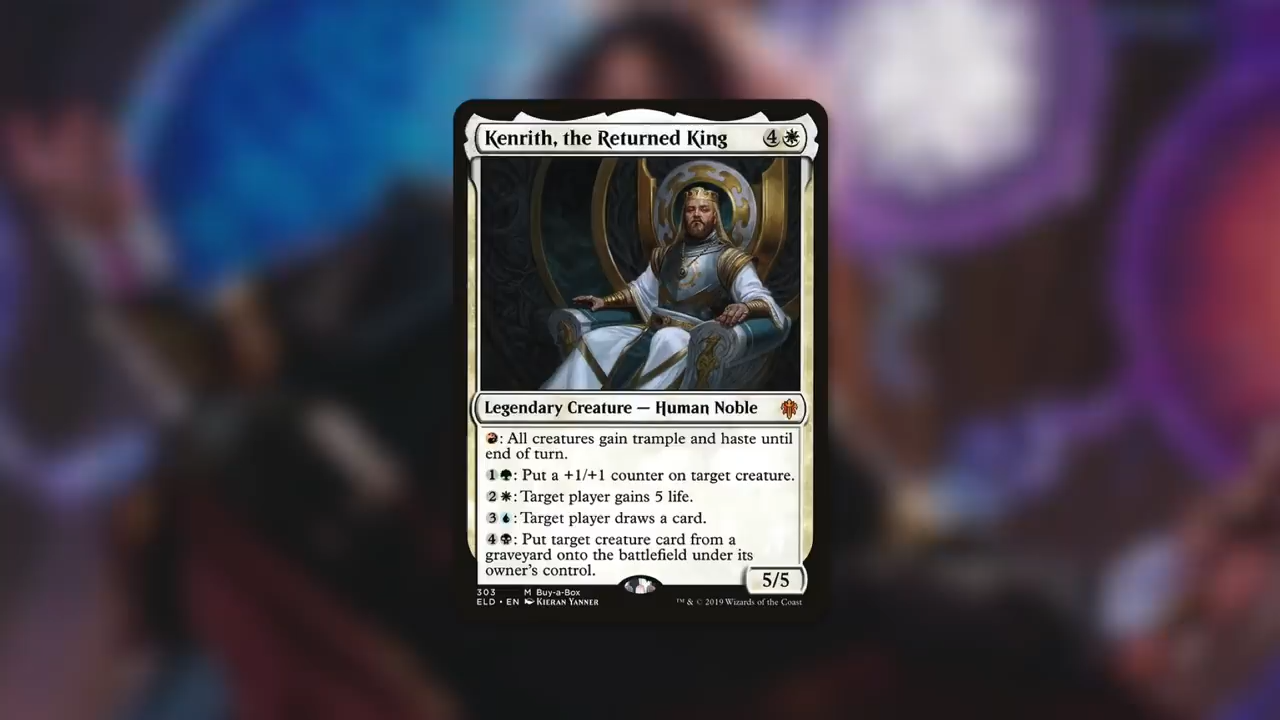 Kenrith, the Returned King 4
Legendary Creature — Human Noble
: All creatures gain trample and haste until
end of turn.
1 : Put a +1/+1 counter on target creature.
2 : Target player gains 5 life.
3 : Target player draws a card.
4 : Put target creature card from a
graveyard onto the battlefield under its
owner's control.
5/5
303 M Buy-a-Box
ELD • EN KIERAN YANNER
™ & © 2019 Wizards of the Coast